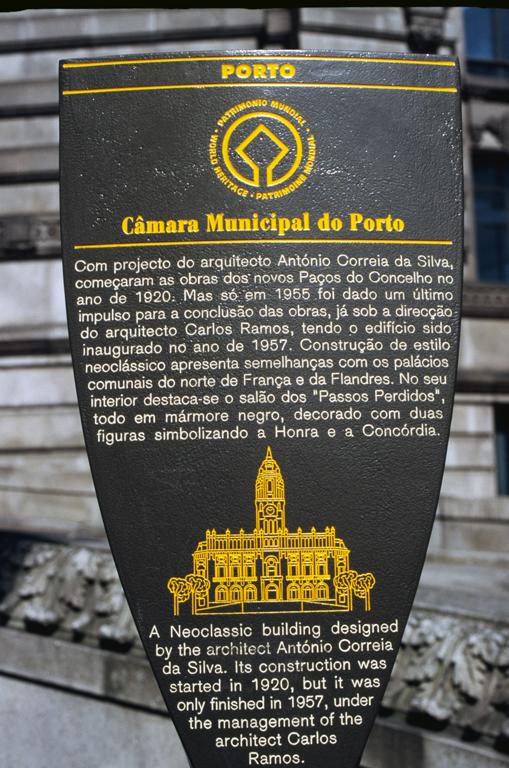 PORTO
PATRIMONIO MUNDIAL • WORLD HERITAGE • PATRIMOINE MONDIAL •
Câmara Municipal do Porto
Com projecto do arquitecto António Correia da Silva,
começaram as obras dos novos Paços do Concelho no
ano de 1920. Mas só em 1955 foi dado um último
impulso para a conclusão das obras, já sob a direcção
do arquitecto Carlos Ramos, tendo o edifício sido
inaugurado no ano de 1957. Construção de estilo
neoclássico apresenta semelhanças com os palácios
comunais do norte de França e da Flandres. No seu
interior destaca-se o salão dos "Passos Perdidos",
todo em mármore negro, decorado com duas
figuras simbolizando a Honra e a Concórdia.
A Neoclassic building designed
by the architect António Correia
da Silva. Its construction was
started in 1920, but it was
only finished in 1957, under
the management of the
architect Carlos
Ramos.